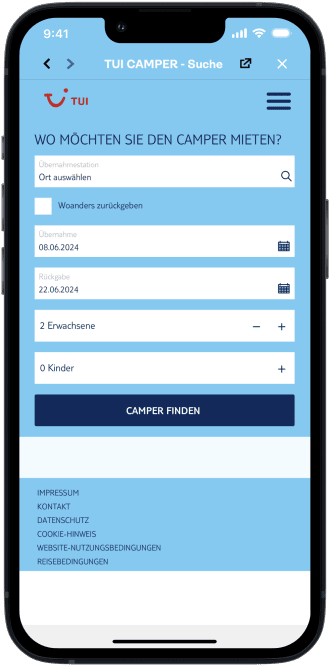 9:41
TUI CAMPER - Suche
TUI
WO MÖCHTEN SIE DEN CAMPER MIETEN?
Übernahmestation
Ort auswählen
Woanders zurückgeben
Übernahme
08.06.2024
Rückgabe
22.06.2024
2 Erwachsene
0 Kinder
CAMPER FINDEN
IMPRESSUM
KONTAKT
DATENSCHUTZ
COOKIE-HINWEIS
WEBSITE-NUTZUNGSBEDINGUNGEN
REISEBEDINGUNGEN